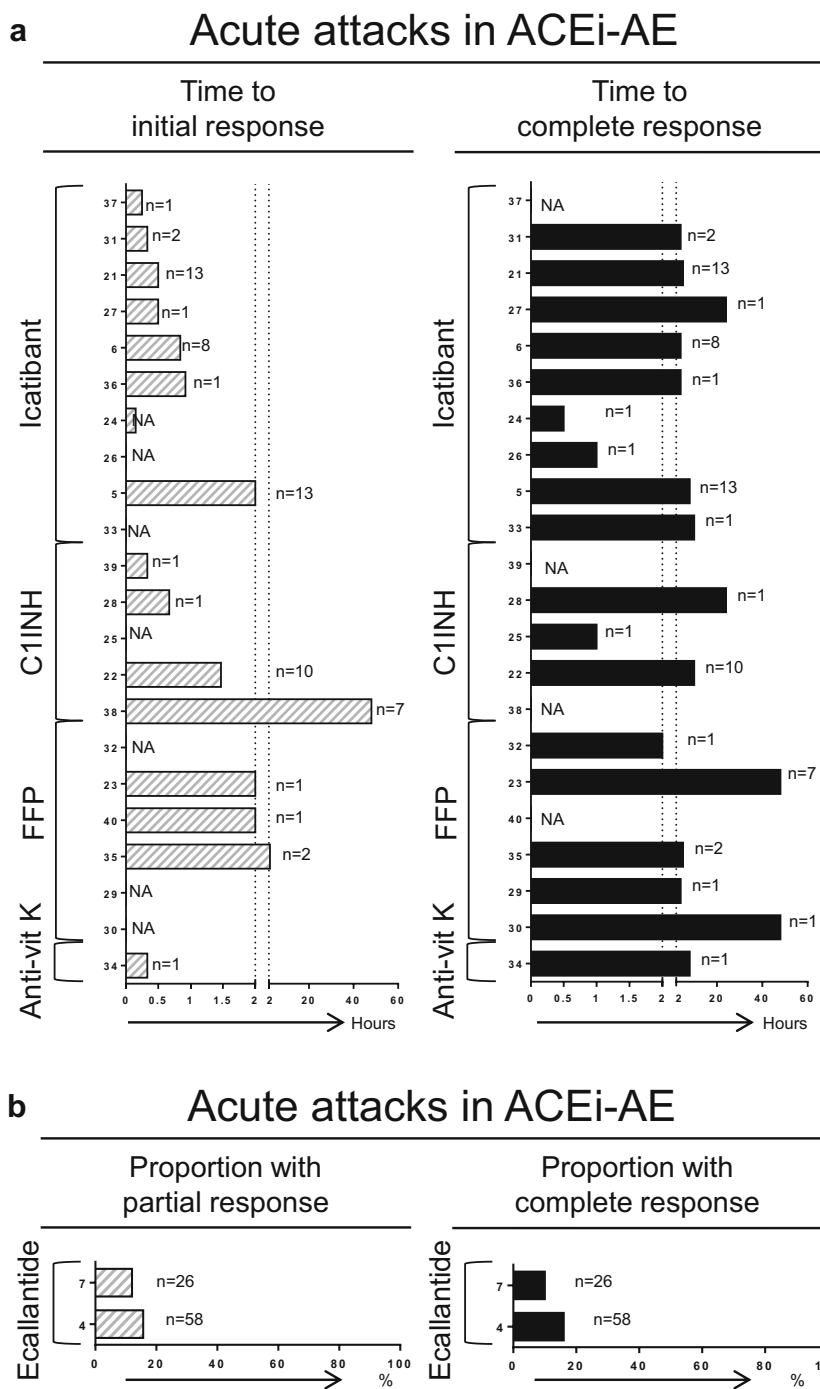 a
Acute attacks in ACEi-AE
Time to
initial response
Icatibant
37 n=1
31 n=2
21 n=13
27 n=1
6 n=8
36 n=1
24 NA
26 NA
5 n=13
33 NA
C1INH
39 n=1
28 n=1
25 NA
22 n=10
38 n=7
FFP
32 NA
23 n=1
40 n=1
35 n=2
29 NA
30 NA
Anti-vit K
34 n=1
0 0.5 1 1.5 2 2 20 40 60
Hours
Time to
complete response
Icatibant
37 NA
31 n=2
21 n=13
27 n=1
6 n=8
36 n=1
24 n=1
26 n=1
5 n=13
33 n=1
C1INH
39 NA
28 n=1
25 n=1
22 n=10
38 NA
FFP
32 n=1
23 n=7
40 NA
35 n=2
29 n=1
30 n=1
Anti-vit K
34 n=1
0 0.5 1 1.5 2 2 20 40 60
Hours
b
Acute attacks in ACEi-AE
Proportion with
partial response
Ecallantide
7 n=26
4 n=58
0 20 40 60 80 100
%
Proportion with
complete response
Ecallantide
7 n=26
4 n=58
0 20 40 60 80
%